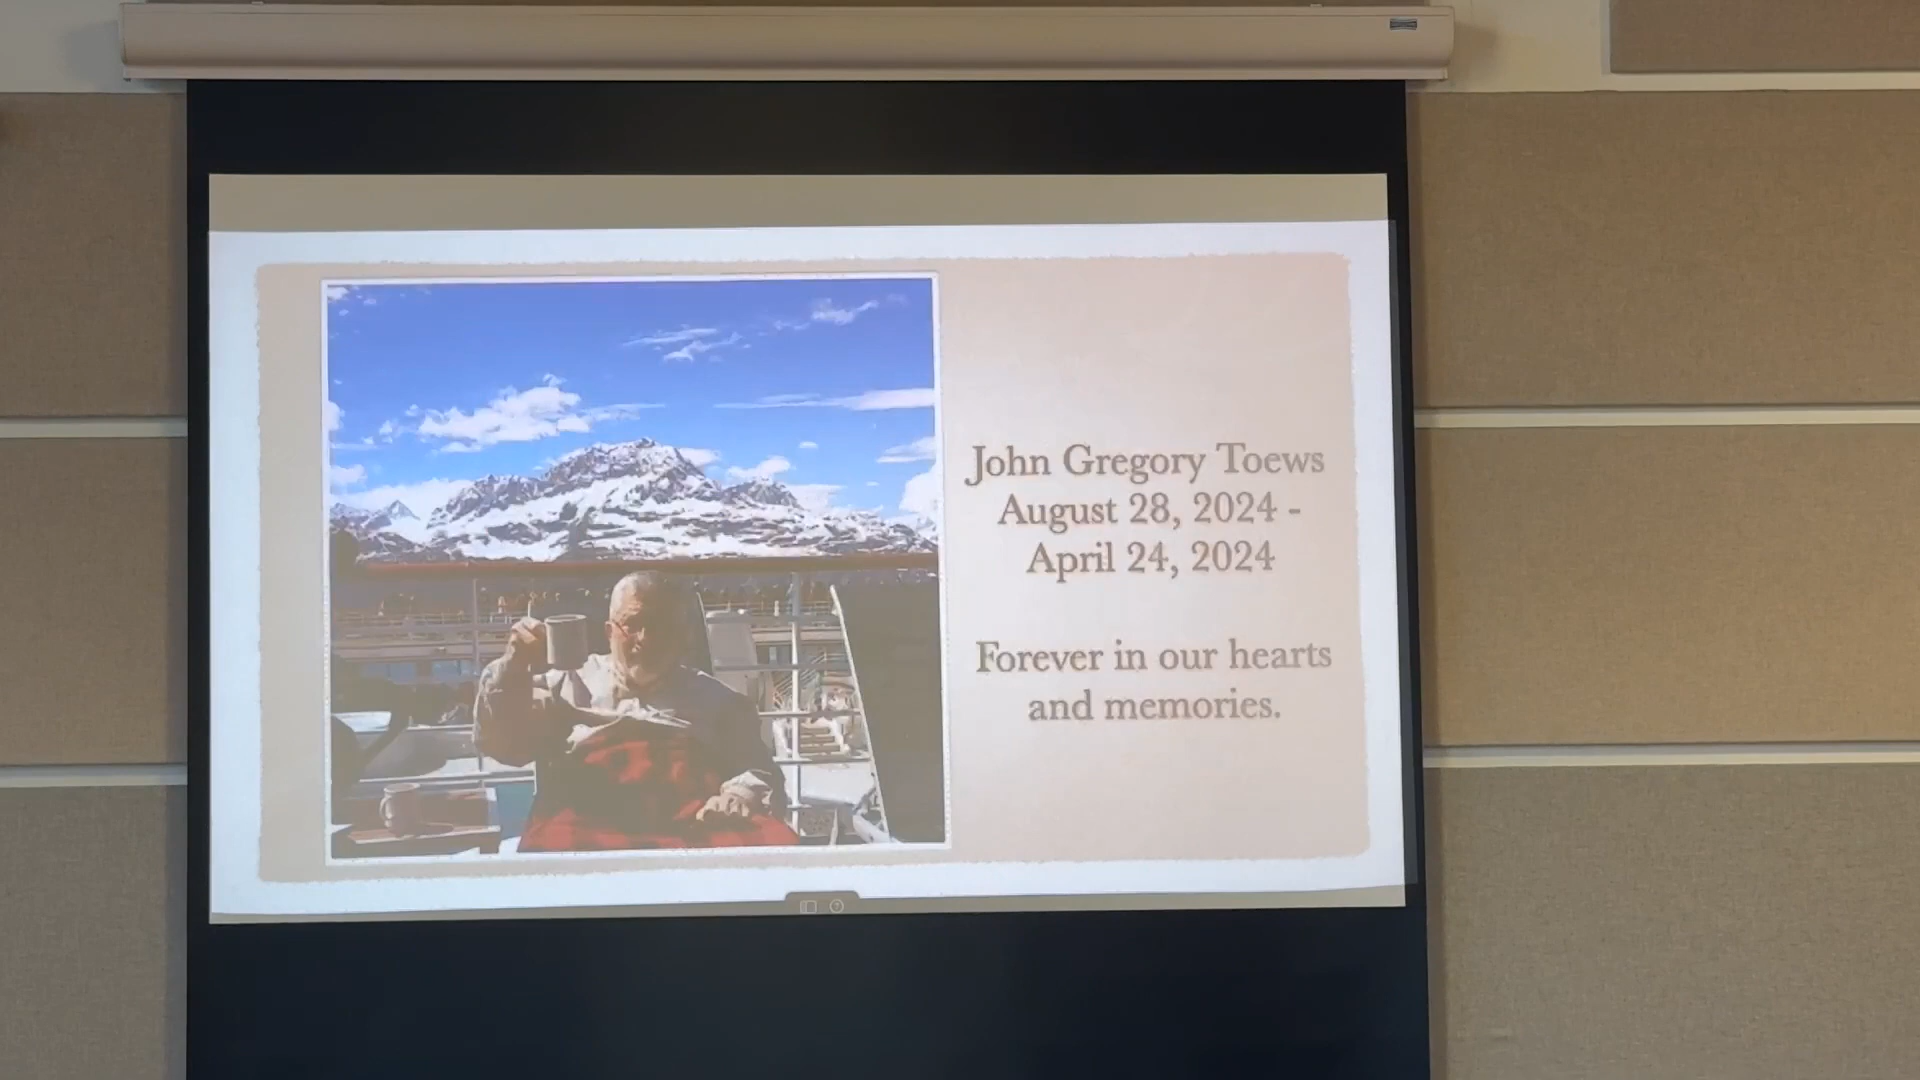 John Gregory Toews
August 28, 2024 -
April 24, 2024
Forever in our hearts
and memories.